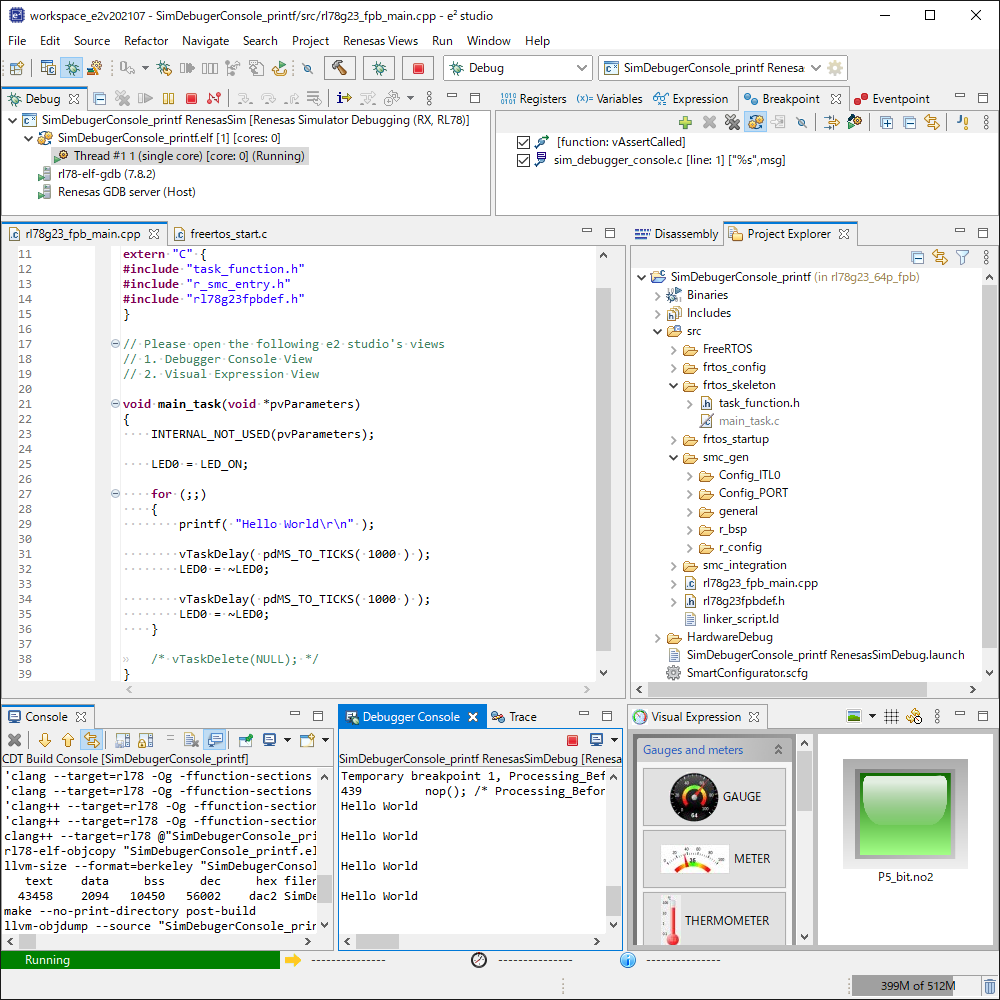 workspace_e2v202107 - SimDebugerConsole_printf/src/rl78g23_fpb_main.cpp - e² studio
File Edit Source Refactor Navigate Search Project Renesas Views Run Window Help
Debug
SimDebugerConsole_printf Renesa
Debug
SimDebugerConsole_printf RenesasSim [Renesas Simulator Debugging (RX, RL78)]
SimDebugerConsole_printf.elf [1] [cores: 0]
Thread #1 1 (single core) [core: 0] (Running)
rl78-elf-gdb (7.8.2)
Renesas GDB server (Host)
Registers (x)= Variables Expression Breakpoint Eventpoint
[function: vAssertCalled]
sim_debugger_console.c [line: 1] ["%s",msg]
rl78g23_fpb_main.cpp freertos_start.c
11 extern "C" {
12 #include "task_function.h"
13 #include "r_smc_entry.h"
14 #include "rl78g23fpbdef.h"
15 }
16
17 // Please open the following e2 studio's views
18 // 1. Debugger Console View
19 // 2. Visual Expression View
20
21 void main_task(void *pvParameters)
22 {
23 INTERNAL_NOT_USED(pvParameters);
24
25 LED0 = LED_ON;
26
27 for (;;)
28 {
29 printf( "Hello World\r\n" );
30
31 vTaskDelay( pdMS_TO_TICKS( 1000 ) );
32 LED0 = ~LED0;
33
34 vTaskDelay( pdMS_TO_TICKS( 1000 ) );
35 LED0 = ~LED0;
36 }
37
38 /* vTaskDelete(NULL); */
39 }
Disassembly Project Explorer
SimDebugerConsole_printf (in rl78g23_64p_fpb)
Binaries
Includes
src
FreeRTOS
frtos_config
frtos_skeleton
task_function.h
main_task.c
frtos_startup
smc_gen
Config_ITL0
Config_PORT
general
r_bsp
r_config
smc_integration
rl78g23_fpb_main.cpp
rl78g23fpbdef.h
linker_script.ld
HardwareDebug
SimDebugerConsole_printf RenesasSimDebug.launch
SmartConfigurator.scfg
Console
CDT Build Console [SimDebugerConsole_printf]
'clang --target=rl78 -Og -ffunction-sections
'clang --target=rl78 -Og -ffunction-sections
'clang++ --target=rl78 -Og -ffunction-sections
'clang++ --target=rl78 -Og -ffunction-sections
clang++ --target=rl78 @"SimDebugerConsole_pri
rl78-elf-objcopy "SimDebugerConsole_printf.el
llvm-size --format=berkeley "SimDebugerConsol
text data bss dec hex filen
43458 2094 10450 56002 dac2 SimDe
make --no-print-directory post-build
llvm-objdump --source "SimDebugerConsole_prin
Debugger Console Trace
SimDebugerConsole_printf RenesasSimDebug [Renesa
Temporary breakpoint 1, Processing_Bef
439 nop(); /* Processing_Befor
Hello World
Hello World
Hello World
Hello World
Visual Expression
Gauges and meters
GAUGE
64
METER
THERMOMETER
P5_bit.no2
Running
---------------
---------------
---------------
399M of 512M